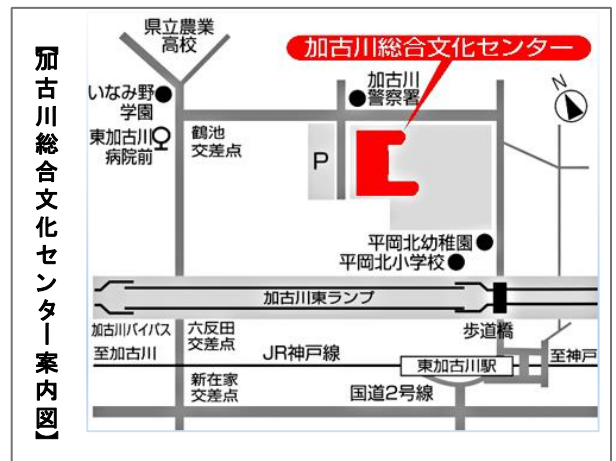 【加古川総合文化センター案内図】
県立農業
高校
加古川総合文化センター
いなみ野
学園
加古川
警察署
N
東加古川
病院前
鶴池
交差点
P
平岡北幼稚園
平岡北小学校
加古川東ランプ
加古川バイパス
六反田
交差点
歩道橋
至加古川
JR神戸線
東加古川駅
至神戸
新在家
交差点
国道2号線